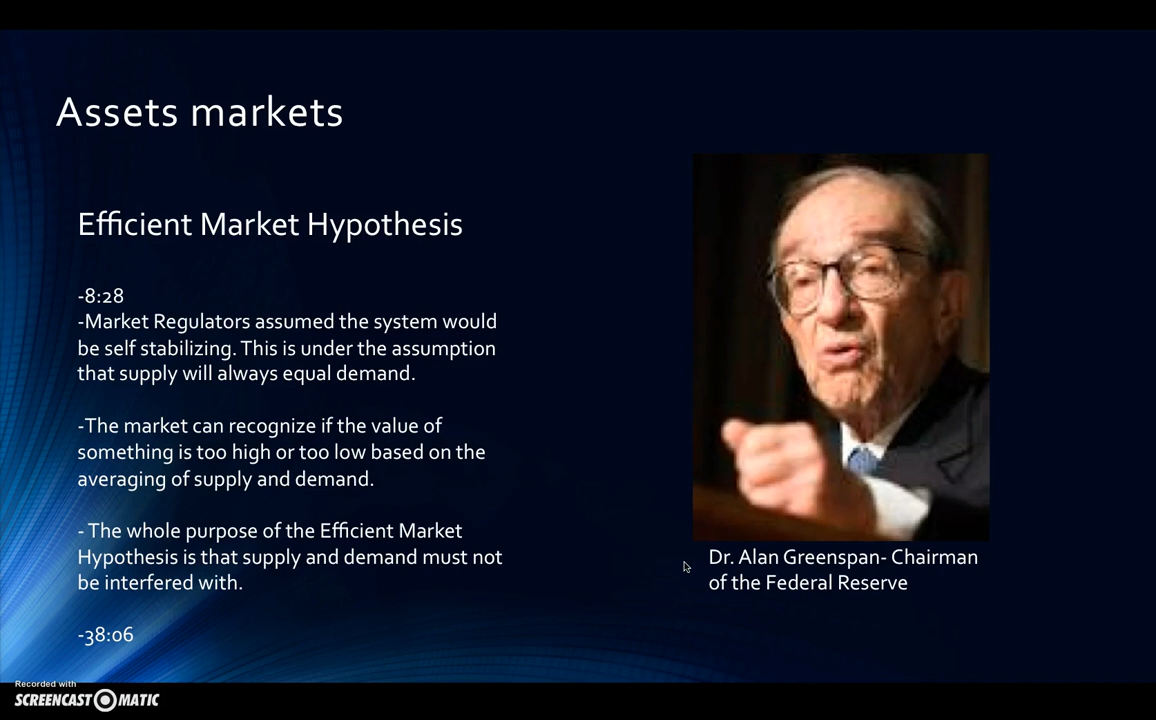 Assets markets
Efficient Market Hypothesis
-8:28
-Market Regulators assumed the system would
be self stabilizing. This is under the assumption
that supply will always equal demand.
-The market can recognize if the value of
something is too high or too low based on the
averaging of supply and demand.
- The whole purpose of the Efficient Market
Hypothesis is that supply and demand must not
be interfered with.
-38:06
Dr. Alan Greenspan- Chairman
of the Federal Reserve
Recorded with
SCREENCAST MATIC